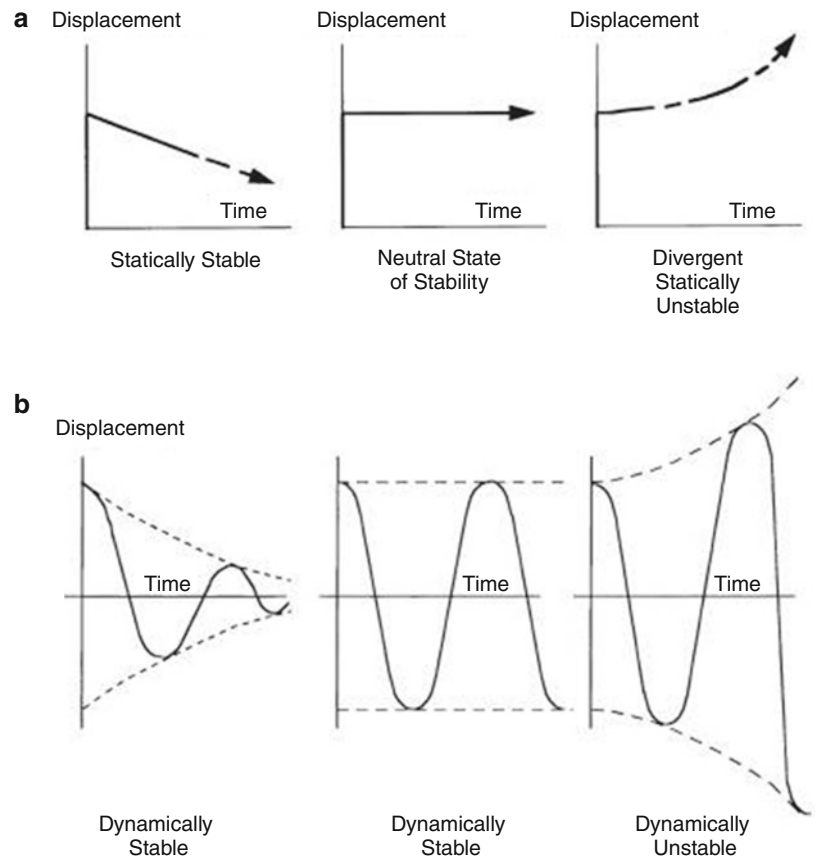 a
Displacement
Displacement
Displacement
Time
Time
Time
Statically Stable
Neutral State
of Stability
Divergent
Statically
Unstable
b
Displacement
Time
Time
Time
Dynamically
Stable
Dynamically
Stable
Dynamically
Unstable